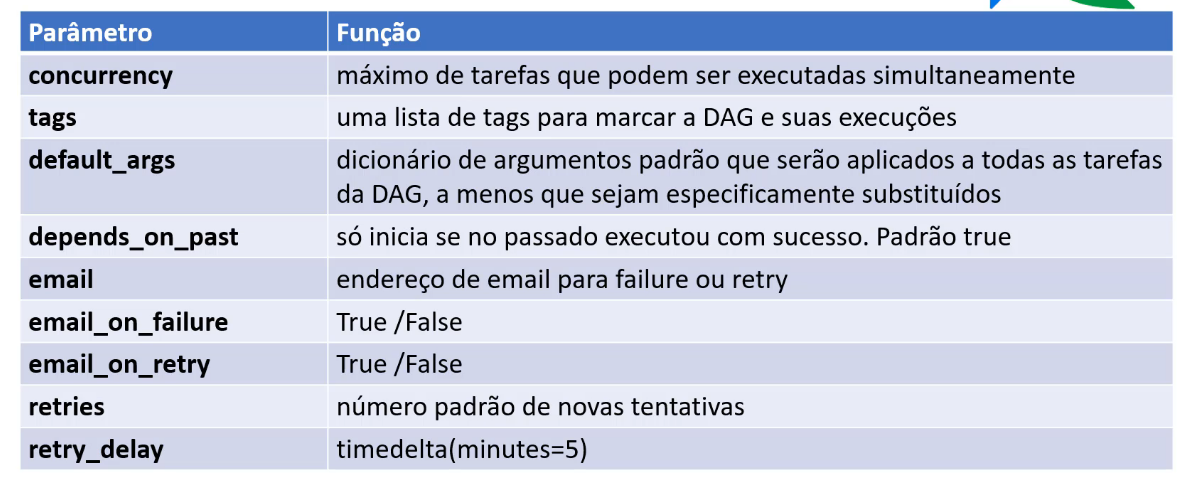 Parâmetro Função
concurrency máximo de tarefas que podem ser executadas simultaneamente
tags uma lista de tags para marcar a DAG e suas execuções
default_args dicionário de argumentos padrão que serão aplicados a todas as tarefas
da DAG, a menos que sejam especificamente substituídos
depends_on_past só inicia se no passado executou com sucesso. Padrão true
email endereço de email para failure ou retry
email_on_failure True /False
email_on_retry True /False
retries número padrão de novas tentativas
retry_delay timedelta(minutes=5)